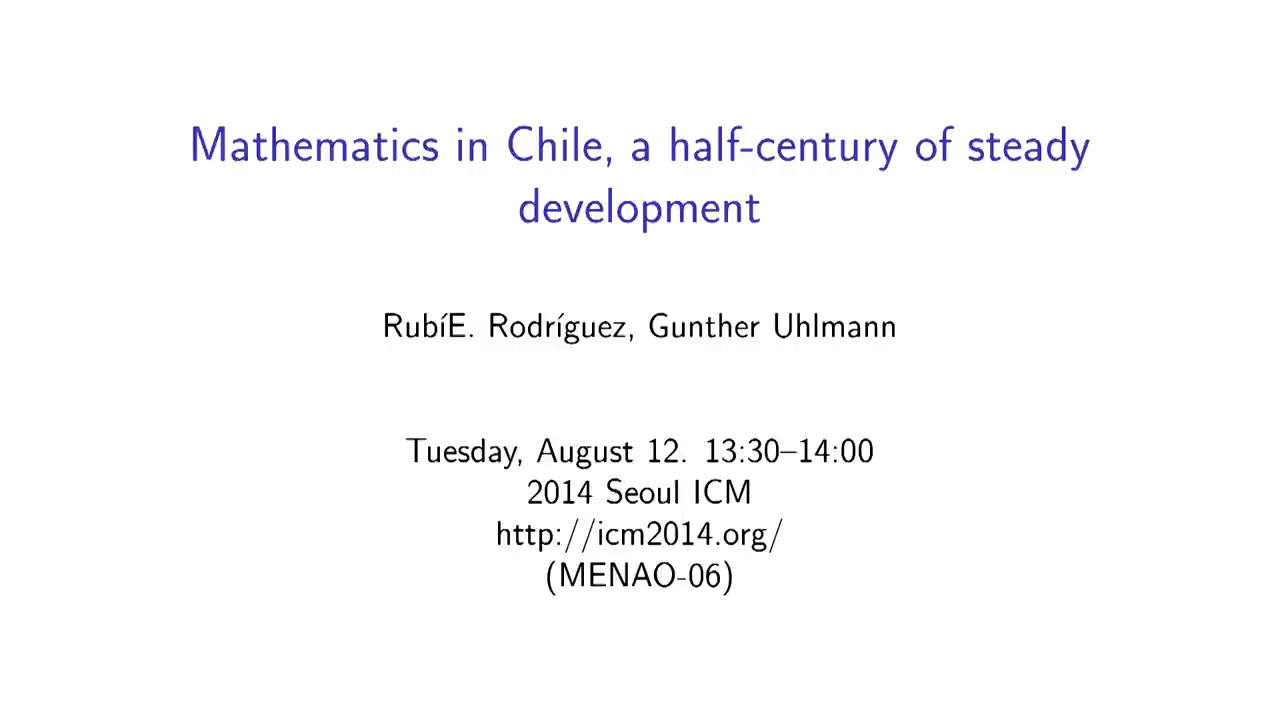 Mathematics in Chile, a half-century of steady
development
RubíE. Rodríguez, Gunther Uhlmann
Tuesday, August 12. 13:30–14:00
2014 Seoul ICM
http://icm2014.org/
(MENAO-06)